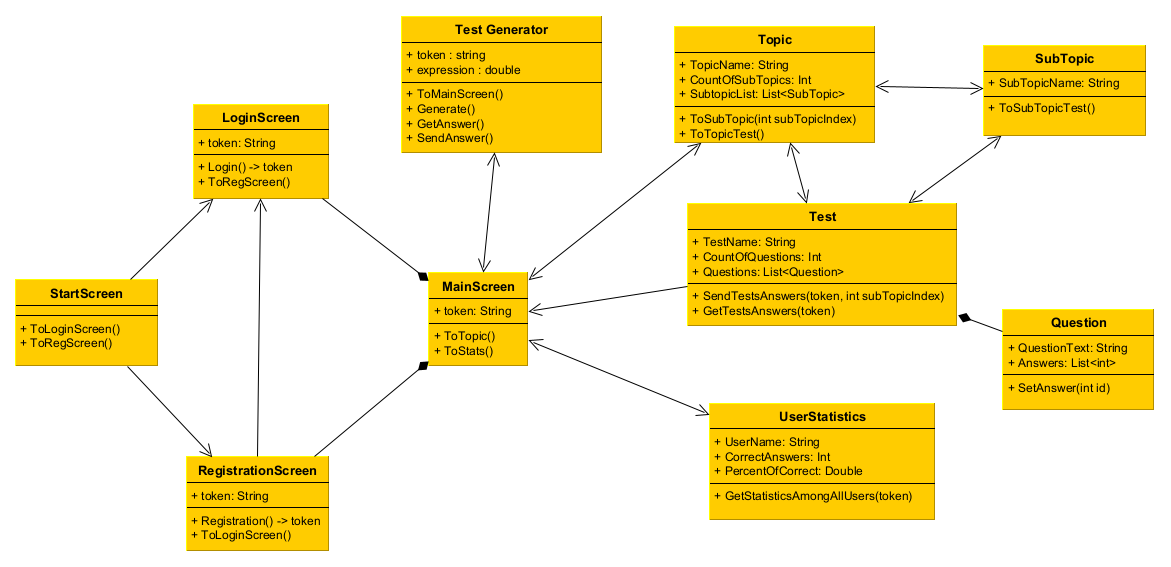 Test Generator
+ token : string
+ expression : double
+ ToMainScreen()
+ Generate()
+ GetAnswer()
+ SendAnswer()
Topic
+ TopicName: String
+ CountOfSubTopics: Int
+ SubtopicList: List<SubTopic>
+ ToSubTopic(int subTopicIndex)
+ ToTopicTest()
SubTopic
+ SubTopicName: String
+ ToSubTopicTest()
LoginScreen
+ token: String
+ Login() -> token
+ ToRegScreen()
Test
+ TestName: String
+ CountOfQuestions: Int
+ Questions: List<Question>
+ SendTestsAnswers(token, int subTopicIndex)
+ GetTestsAnswers(token)
StartScreen
+ ToLoginScreen()
+ ToRegScreen()
MainScreen
+ token: String
+ ToTopic()
+ ToStats()
Question
+ QuestionText: String
+ Answers: List<int>
+ SetAnswer(int id)
UserStatistics
+ UserName: String
+ CorrectAnswers: Int
+ PercentOfCorrect: Double
+ GetStatisticsAmongAllUsers(token)
RegistrationScreen
+ token: String
+ Registration() -> token
+ ToLoginScreen()